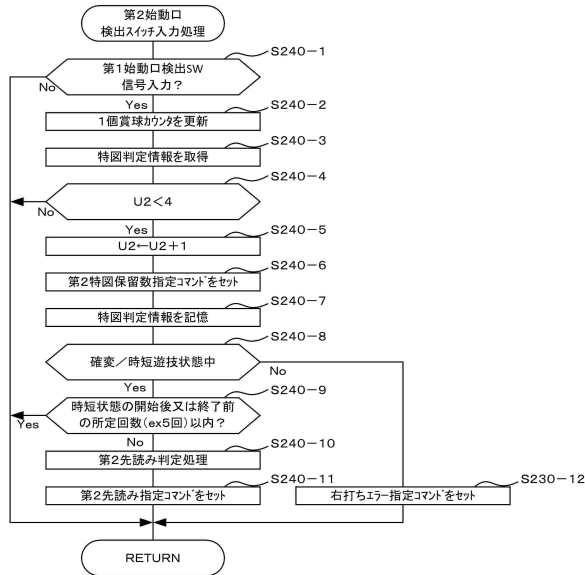 第2始動口
検出スイッチ入力処理
S240-1
第1始動口検出SW
信号入力？
No
Yes
S240-2
1個賞球カウンタを更新
S240-3
特図判定情報を取得
S240-4
U2＜4
No
Yes
S240-5
U2←U2＋1
S240-6
第2特図保留数指定コマンドをセット
S240-7
特図判定情報を記憶
S240-8
確変／時短遊技状態中
No
Yes
S240-9
時短状態の開始後又は終了前
の所定回数(ex5回)以内？
Yes
No
S240-10
第2先読み判定処理
S240-11
第2先読み指定コマンドをセット
S230-12
右打ちエラー指定コマンドをセット
RETURN